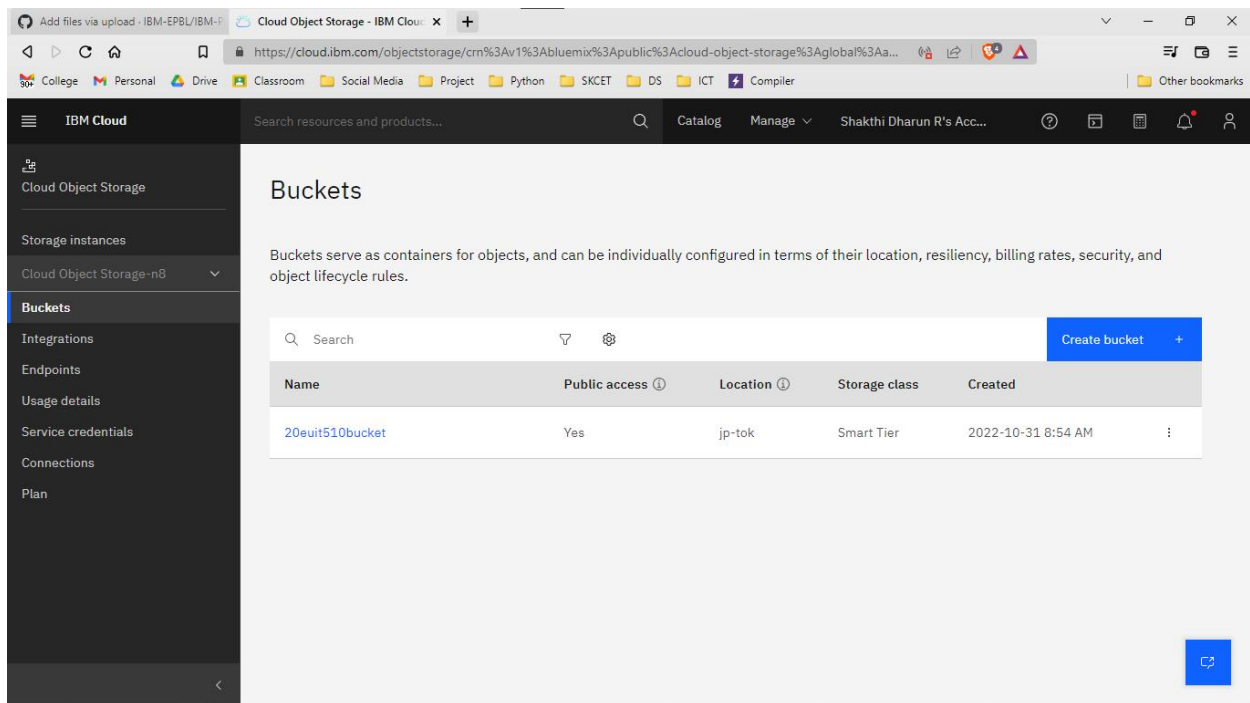 Add files via upload · IBM-EPBL/IBM-P
Cloud Object Storage - IBM Clou
https://cloud.ibm.com/objectstorage/crn%3Av1%3Abluemix%3Apublic%3Acloud-object-storage%3Aglobal%3Aa...
90+ College Personal Drive Classroom Social Media Project Python SKCET DS ICT Compiler Other bookmarks
IBM Cloud
Search resources and products...
Catalog
Manage
Shakthi Dharun R's Acc...
Cloud Object Storage
Storage instances
Cloud Object Storage-n8
Buckets
Integrations
Endpoints
Usage details
Service credentials
Connections
Plan
Buckets
Buckets serve as containers for objects, and can be individually configured in terms of their location, resiliency, billing rates, security, and
object lifecycle rules.
Search
Create bucket +
Name Public access Location Storage class Created
20euit510bucket Yes jp-tok Smart Tier 2022-10-31 8:54 AM